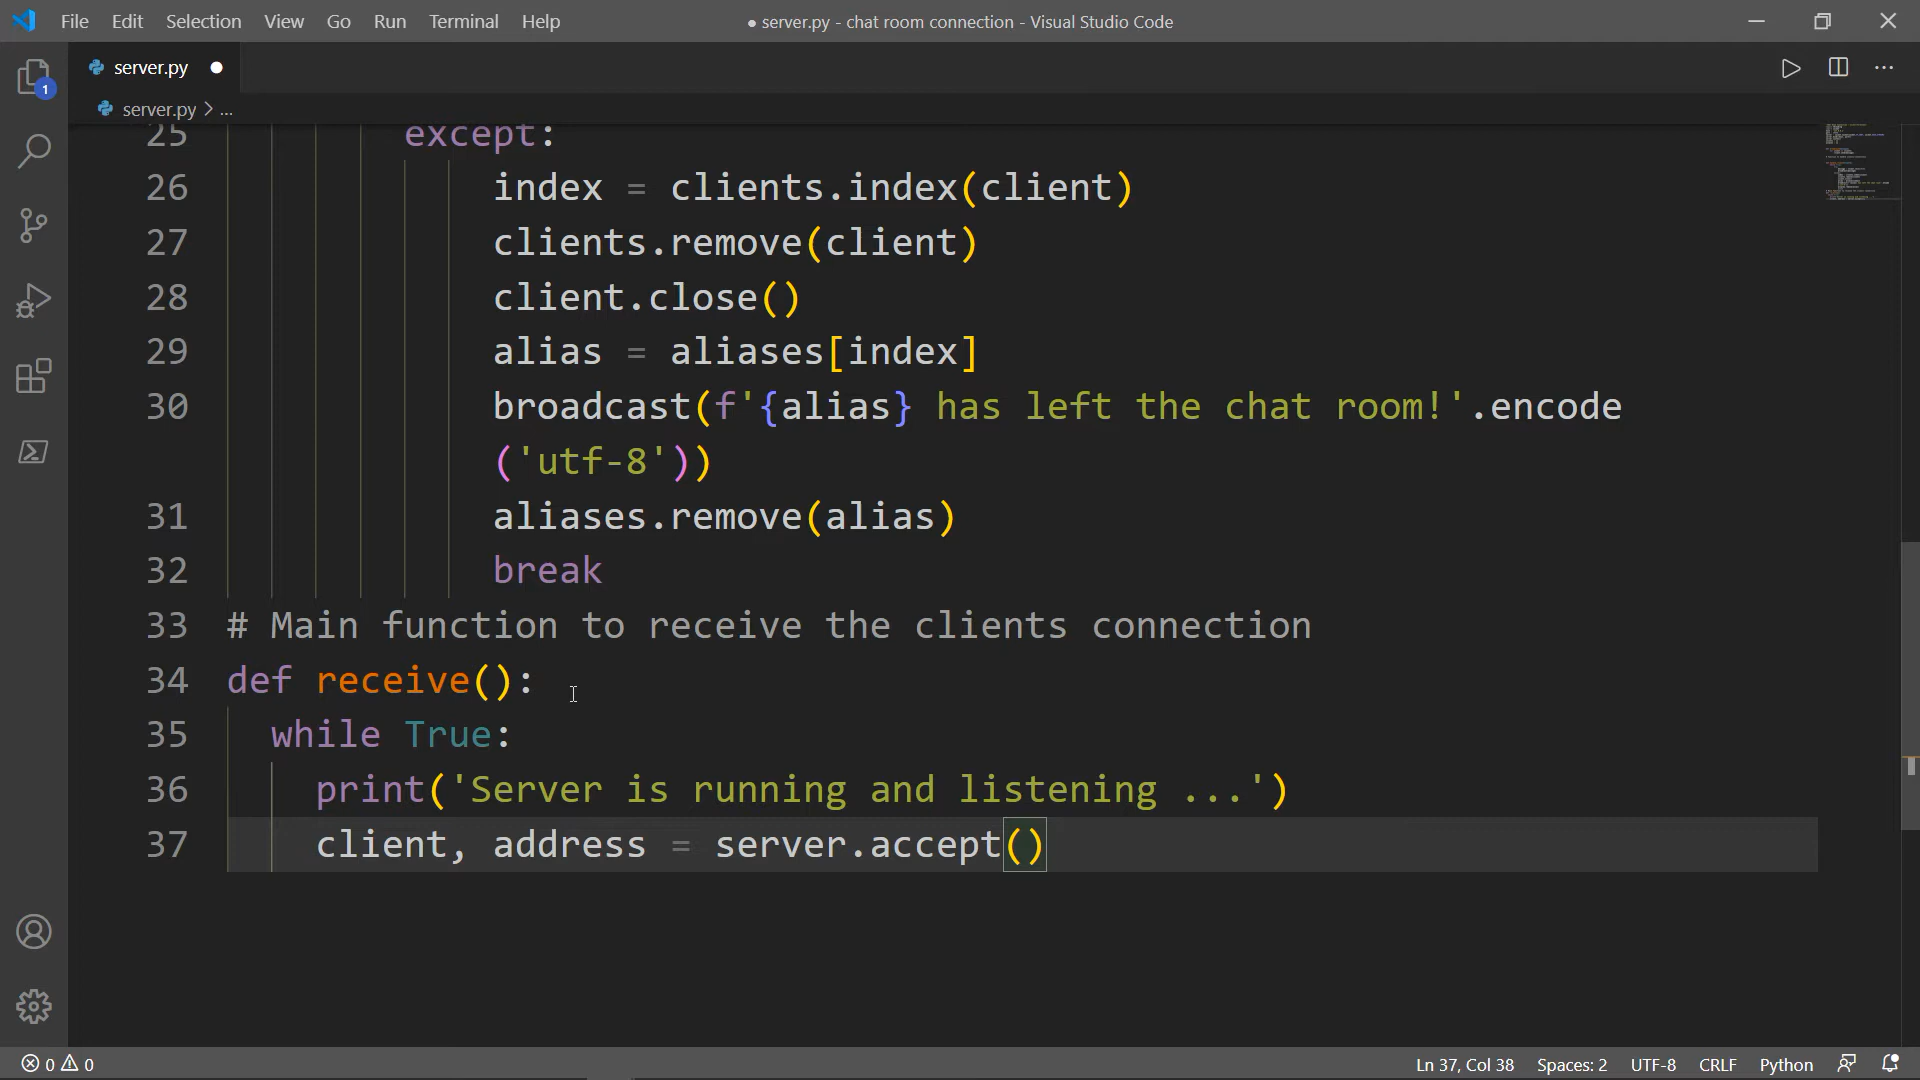 File Edit Selection View Go Run Terminal Help ● server.py - chat room connection - Visual Studio Code
server.py ●
server.py > ...
1
25 except:
26 index = clients.index(client)
27 clients.remove(client)
28 client.close()
29 alias = aliases[index]
30 broadcast(f'{alias} has left the chat room!'.encode
('utf-8'))
31 aliases.remove(alias)
32 break
33 # Main function to receive the clients connection
34 def receive():
35 while True:
36 print('Server is running and listening ...')
37 client, address = server.accept()
0 0 Ln 37, Col 38 Spaces: 2 UTF-8 CRLF Python